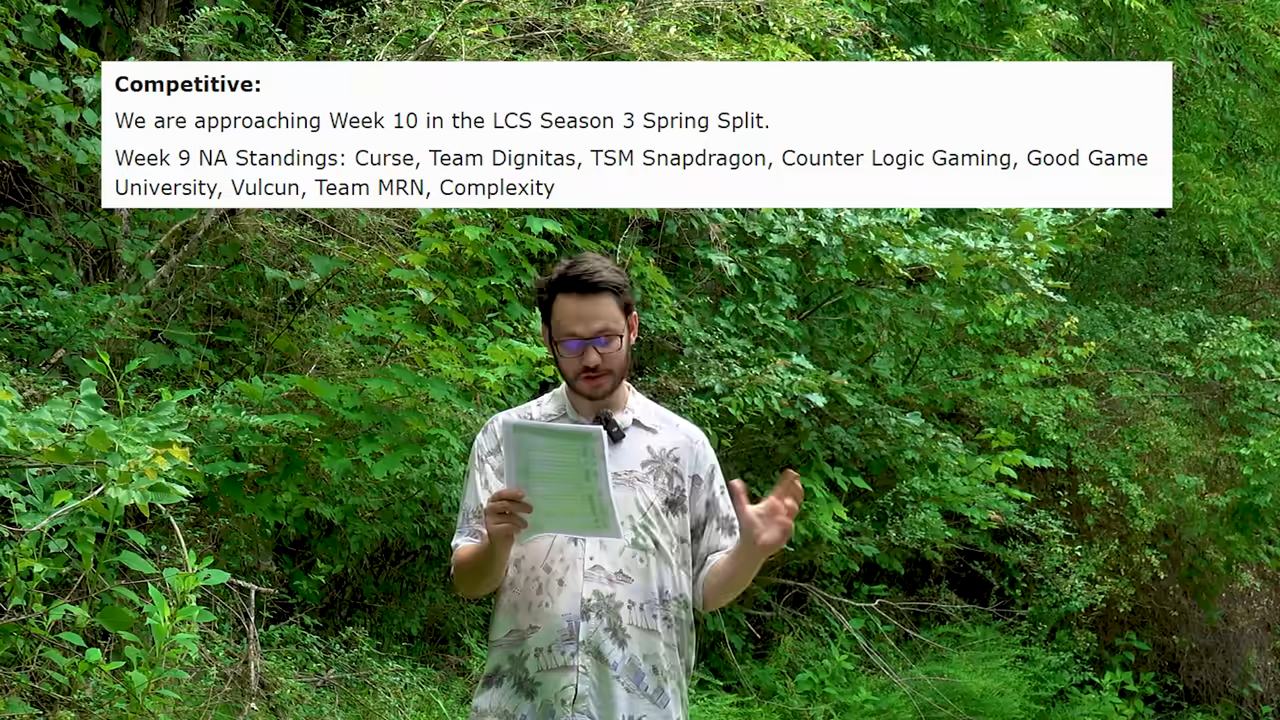 Competitive:
We are approaching Week 10 in the LCS Season 3 Spring Split.
Week 9 NA Standings: Curse, Team Dignitas, TSM Snapdragon, Counter Logic Gaming, Good Game
University, Vulcun, Team MRN, Complexity